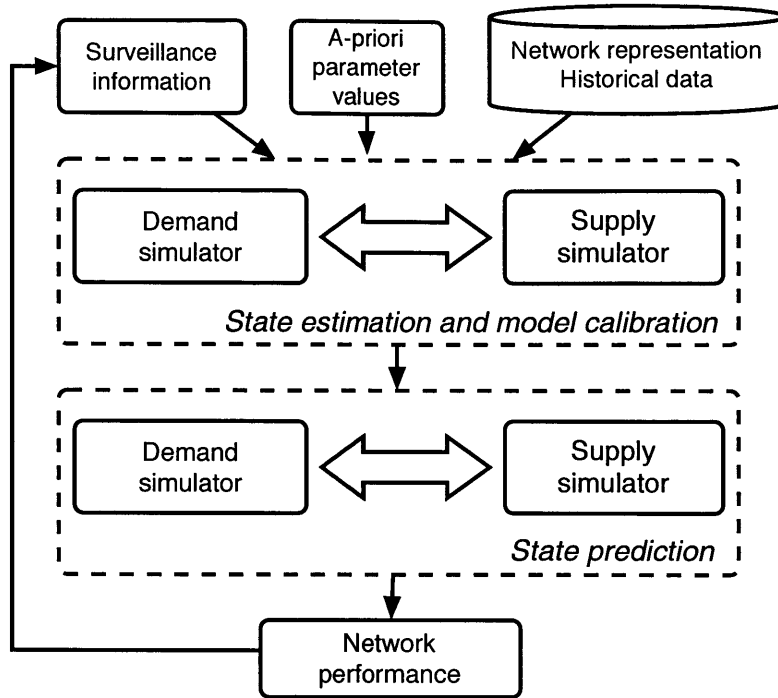 Surveillance
information
A-priori
parameter
values
Network representation
Historical data
Demand
simulator
Supply
simulator
State estimation and model calibration
Demand
simulator
Supply
simulator
State prediction
Network
performance